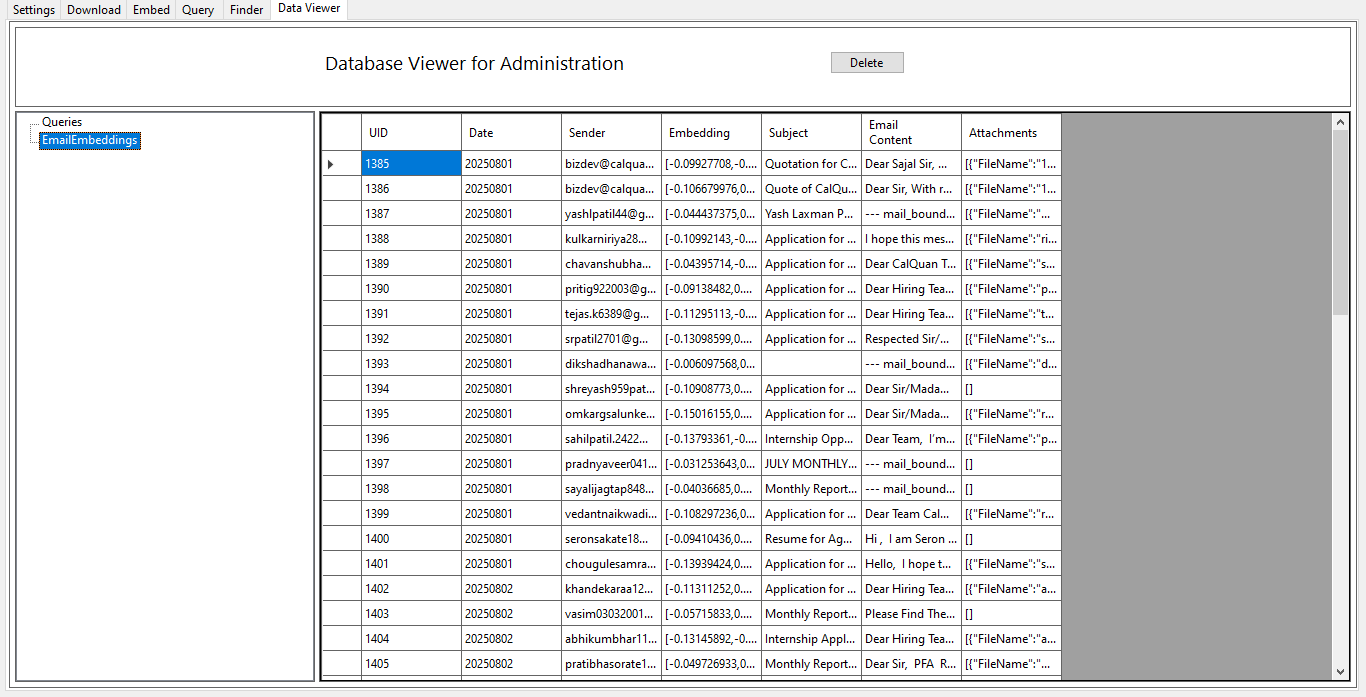 Settings Download Embed Query Finder Data Viewer
Database Viewer for Administration Delete
Queries
EmailEmbeddings
UID Date Sender Embedding Subject Email Content Attachments
1385 20250801 bizdev@calqua... [-0.09927708,-0.... Quotation for C... Dear Sajal Sir, ... [{"FileName":"1...
1386 20250801 bizdev@calqua... [-0.106679976,0... Quote of CalQu... Dear Sir, With r... [{"FileName":"1...
1387 20250801 yashlpatil44@g... [-0.044437375,0... Yash Laxman P... --- mail_bound... [{"FileName":"...
1388 20250801 kulkarniriya28... [-0.10992143,-0... Application for ... I hope this mes... [{"FileName":"ri...
1389 20250801 chavanshubha... [-0.04395714,-0... Application for ... Dear CalQuan T... [{"FileName":"s...
1390 20250801 pritig922003@g... [-0.09138482,0.... Application for ... Dear Hiring Tea... [{"FileName":"p...
1391 20250801 tejas.k6389@g... [-0.11295113,-0... Application for ... Dear Hiring Tea... [{"FileName":"t...
1392 20250801 srpatil2701@g... [-0.13098599,0.... Application for ... Respected Sir/... [{"FileName":"s...
1393 20250801 dikshadhanawa... [-0.006097568,0... --- mail_bound... [{"FileName":"d...
1394 20250801 shreyash959pat... [-0.10908773,0.... Application for ... Dear Sir/Mada... []
1395 20250801 omkargsalunke... [-0.15016155,0.... Application for ... Dear Sir/Mada... [{"FileName":"r...
1396 20250801 sahilpatil.2422... [-0.13793361,-0... Internship Opp... Dear Team,  I'm... [{"FileName":"p...
1397 20250801 pradnyaveer041... [-0.031253643,0... JULY MONTHLY... --- mail_bound... []
1398 20250801 sayalijagtap848... [-0.04036685,0.... Monthly Report... --- mail_bound... []
1399 20250801 vedantnaikwadi... [-0.108297236,0... Application for ... Dear Team Cal... [{"FileName":"r...
1400 20250801 seronsakate18... [-0.09410436,0.... Resume for Ag... Hi ,  I am Seron ... []
1401 20250801 chougulesamra... [-0.13939424,0.... Application for ... Hello,  I hope t... [{"FileName":"s...
1402 20250802 khandekaraa12... [-0.11311252,0.... Application for ... Dear Hiring Tea... [{"FileName":"a...
1403 20250802 vasim03032001... [-0.05715833,0.... Monthly Report... Please Find The... []
1404 20250802 abhikumbhar11... [-0.13145892,-0... Internship Appl... Dear Hiring Tea... [{"FileName":"a...
1405 20250802 pratibhasorate1... [-0.049726933,0... Monthly Report... Dear Sir,  PFA  R... [{"FileName":"...